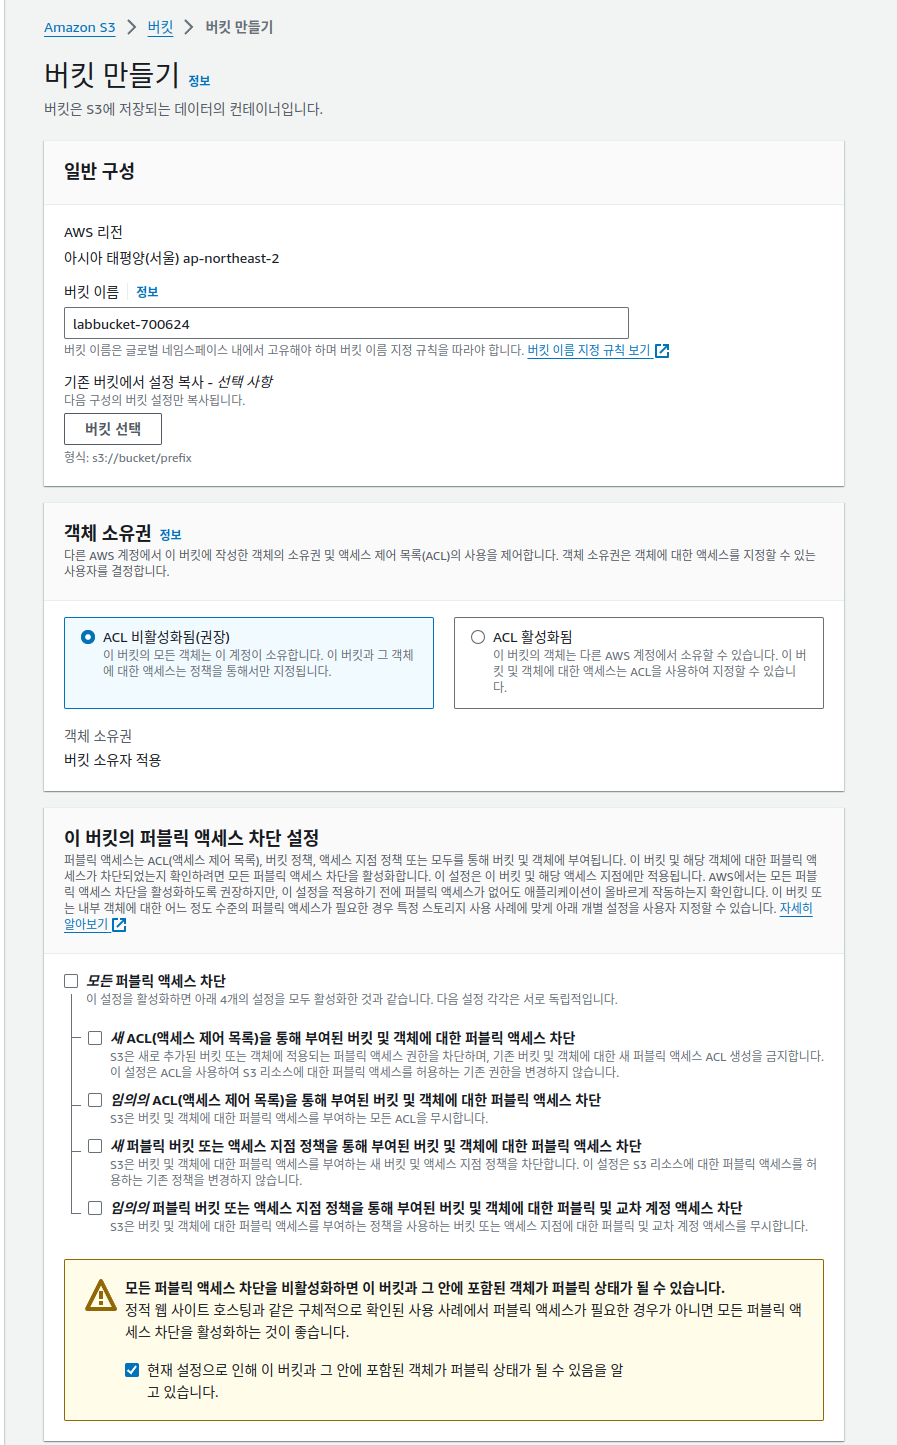 Amazon S3 > 버킷 > 버킷 만들기
버킷 만들기 정보
버킷은 S3에 저장되는 데이터의 컨테이너입니다.
일반 구성
AWS 리전
아시아 태평양(서울) ap-northeast-2
버킷 이름 정보
labbucket-700624
버킷 이름은 글로벌 네임스페이스 내에서 고유해야 하며 버킷 이름 지정 규칙을 따라야 합니다. 버킷 이름 지정 규칙 보기
기존 버킷에서 설정 복사 - 선택 사항
다음 구성의 버킷 설정만 복사됩니다.
버킷 선택
형식: s3://bucket/prefix
객체 소유권 정보
다른 AWS 계정에서 이 버킷에 작성한 객체의 소유권 및 액세스 제어 목록(ACL)의 사용을 제어합니다. 객체 소유권은 객체에 대한 액세스를 지정할 수 있는
사용자를 결정합니다.
ACL 비활성화됨(권장)
이 버킷의 모든 객체는 이 계정이 소유합니다. 이 버킷과 그 객체
에 대한 액세스는 정책을 통해서만 지정됩니다.
ACL 활성화됨
이 버킷의 객체는 다른 AWS 계정에서 소유할 수 있습니다. 이 버
킷 및 객체에 대한 액세스는 ACL을 사용하여 지정할 수 있습니
다.
객체 소유권
버킷 소유자 적용
이 버킷의 퍼블릭 액세스 차단 설정
퍼블릭 액세스는 ACL(액세스 제어 목록), 버킷 정책, 액세스 지점 정책 또는 모두를 통해 버킷 및 객체에 부여됩니다. 이 버킷 및 해당 객체에 대한 퍼블릭 액
세스가 차단되었는지 확인하려면 모든 퍼블릭 액세스 차단을 활성화합니다. 이 설정은 이 버킷 및 해당 액세스 지점에만 적용됩니다. AWS에서는 모든 퍼블
릭 액세스 차단을 활성화하도록 권장하지만, 이 설정을 적용하기 전에 퍼블릭 액세스가 없어도 애플리케이션이 올바르게 작동하는지 확인합니다. 이 버킷 또
는 내부 객체에 대한 어느 정도 수준의 퍼블릭 액세스가 필요한 경우 특정 스토리지 사용 사례에 맞게 아래 개별 설정을 사용자 지정할 수 있습니다. 자세히
알아보기
모든 퍼블릭 액세스 차단
이 설정을 활성화하면 아래 4개의 설정을 모두 활성화한 것과 같습니다. 다음 설정 각각은 서로 독립적입니다.
새 ACL(액세스 제어 목록)을 통해 부여된 버킷 및 객체에 대한 퍼블릭 액세스 차단
S3은 새로 추가된 버킷 또는 객체에 적용되는 퍼블릭 액세스 권한을 차단하며, 기존 버킷 및 객체에 대한 새 퍼블릭 액세스 ACL 생성을 금지합니다.
이 설정은 ACL을 사용하여 S3 리소스에 대한 퍼블릭 액세스를 허용하는 기존 권한을 변경하지 않습니다.
임의의 ACL(액세스 제어 목록)을 통해 부여된 버킷 및 객체에 대한 퍼블릭 액세스 차단
S3은 버킷 및 객체에 대한 퍼블릭 액세스를 부여하는 모든 ACL을 무시합니다.
새 퍼블릭 버킷 또는 액세스 지점 정책을 통해 부여된 버킷 및 객체에 대한 퍼블릭 액세스 차단
S3은 버킷 및 객체에 대한 퍼블릭 액세스를 부여하는 새 버킷 및 액세스 지점 정책을 차단합니다. 이 설정은 S3 리소스에 대한 퍼블릭 액세스를 허
용하는 기존 정책을 변경하지 않습니다.
임의의 퍼블릭 버킷 또는 액세스 지점 정책을 통해 부여된 버킷 및 객체에 대한 퍼블릭 및 교차 계정 액세스 차단
S3은 버킷 및 객체에 대한 퍼블릭 액세스를 부여하는 정책을 사용하는 버킷 또는 액세스 지점에 대한 퍼블릭 및 교차 계정 액세스를 무시합니다.
모든 퍼블릭 액세스 차단을 비활성화하면 이 버킷과 그 안에 포함된 객체가 퍼블릭 상태가 될 수 있습니다.
정적 웹 사이트 호스팅과 같은 구체적으로 확인된 사용 사례에서 퍼블릭 액세스가 필요한 경우가 아니면 모든 퍼블릭 액
세스 차단을 활성화하는 것이 좋습니다.
현재 설정으로 인해 이 버킷과 그 안에 포함된 객체가 퍼블릭 상태가 될 수 있음을 알
고 있습니다.